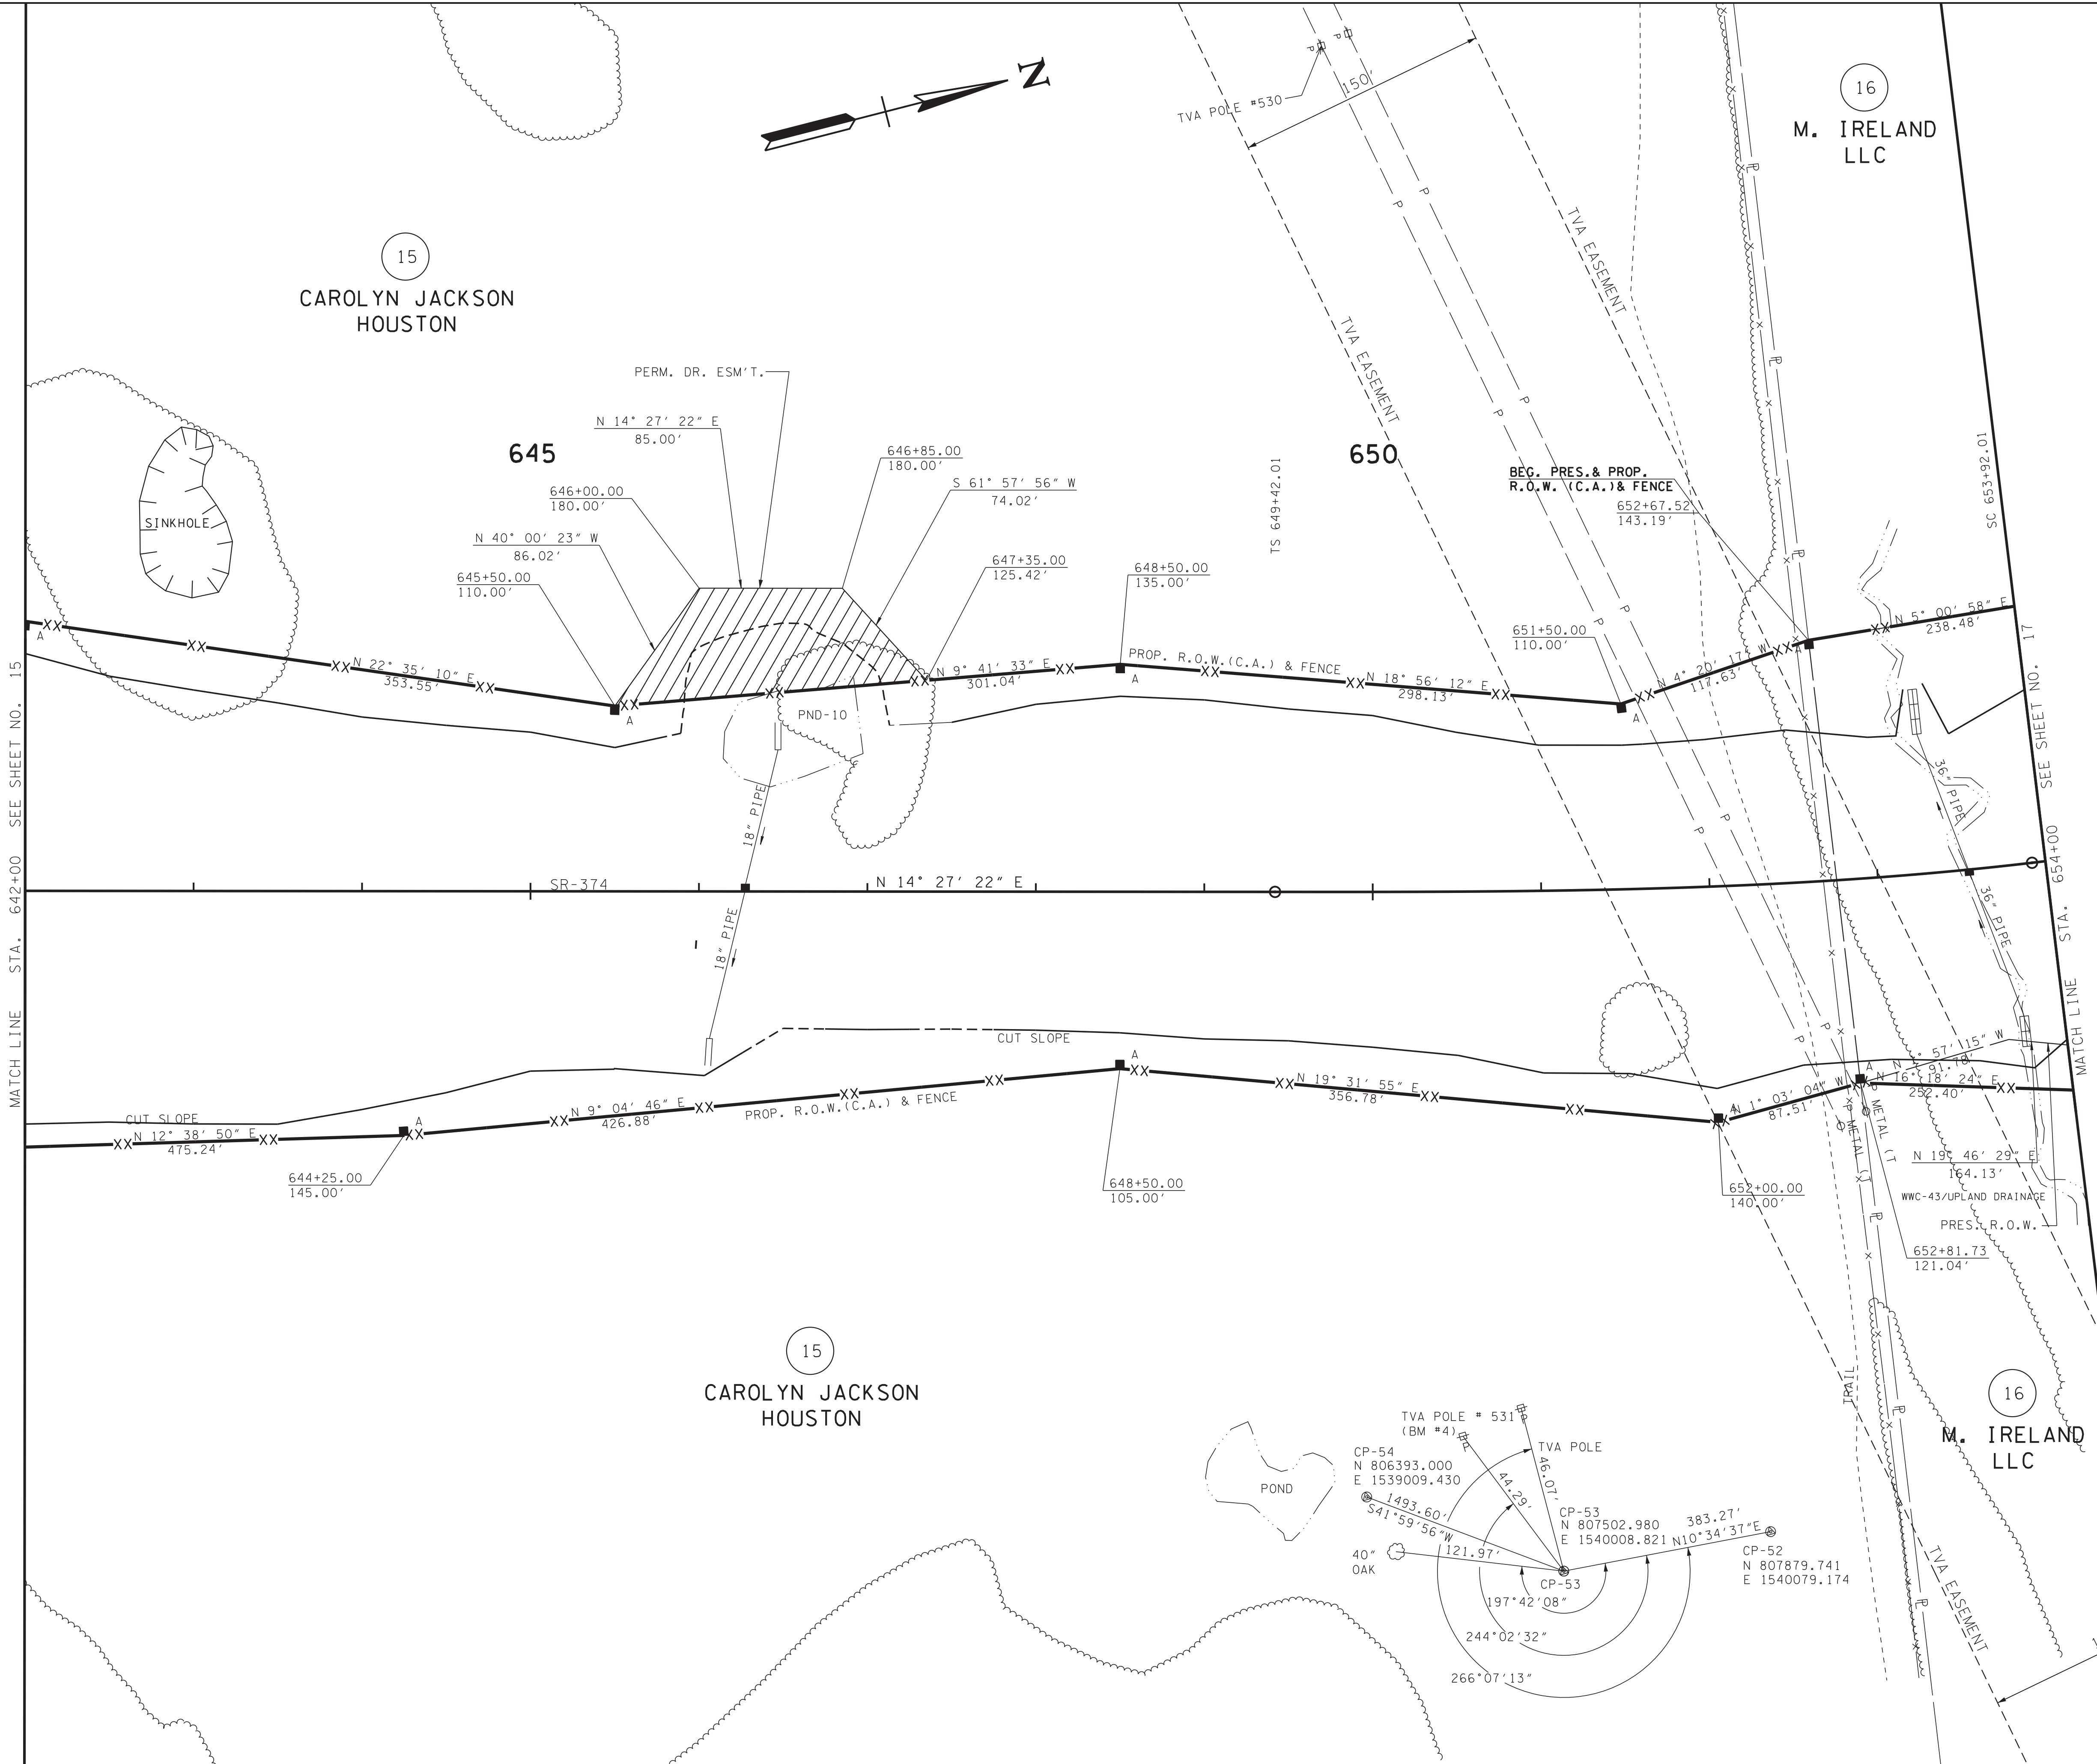 N
TVA POLE #530
P
P
150'
16
M. IRELAND
LLC
15
CAROLYN JACKSON
HOUSTON
TVA EASEMENT
TVA EASEMENT
PERM. DR. ESM'T.
N 14° 27' 22" E
85.00'
645
646+85.00
180.00'
650
S 61° 57' 56" W
74.02'
646+00.00
180.00'
TS 649+42.01
SC 653+92.01
BEG. PRES.& PROP.
R.O.W. (C.A.)& FENCE
652+67.52
143.19'
SINKHOLE
N 40° 00' 23" W
86.02'
645+50.00
110.00'
647+35.00
125.42'
648+50.00
135.00'
651+50.00
110.00'
N 5° 00' 58" E
238.48'
A
N 22° 35' 10" E
353.55'
A
N 9° 41' 33" E
301.04'
A
PROP. R.O.W.(C.A.) & FENCE
N 18° 56' 12" E
298.13'
A
N 4° 20' 17" W
117.63'
A
PND-10
18" PIPE
36" PIPE
SR-374
N 14° 27' 22" E
18" PIPE
36" PIPE
MATCH LINE STA. 642+00 SEE SHEET NO. 15
MATCH LINE STA. 654+00 SEE SHEET NO. 17
CUT SLOPE
CUT SLOPE
N 12° 38' 50" E
475.24'
A
N 9° 04' 46" E
426.88'
PROP. R.O.W.(C.A.) & FENCE
A
N 19° 31' 55" E
356.78'
A
N 1° 03' 04" W
87.51'
A
57' 15" W
91.78'
N 16° 18' 24" E
252.40'
METAL (T
METAL (T
644+25.00
145.00'
648+50.00
105.00'
652+00.00
140.00'
N 19° 46' 29" E
164.13'
WWC-43/UPLAND DRAINAGE
PRES. R.O.W.
652+81.73
121.04'
15
CAROLYN JACKSON
HOUSTON
TRAIL
16
M. IRELAND
LLC
POND
TVA POLE # 531
(BM #4)
TVA POLE
CP-54
N 806393.000
E 1539009.430
46.07'
44.29'
1493.60'
S41°59'56"W
CP-53
N 807502.980
E 1540008.821
383.27'
N10°34'37"E
40"
OAK
121.97'
CP-53
CP-52
N 807879.741
E 1540079.174
197°42'08"
244°02'32"
266°07'13"
TVA EASEMENT